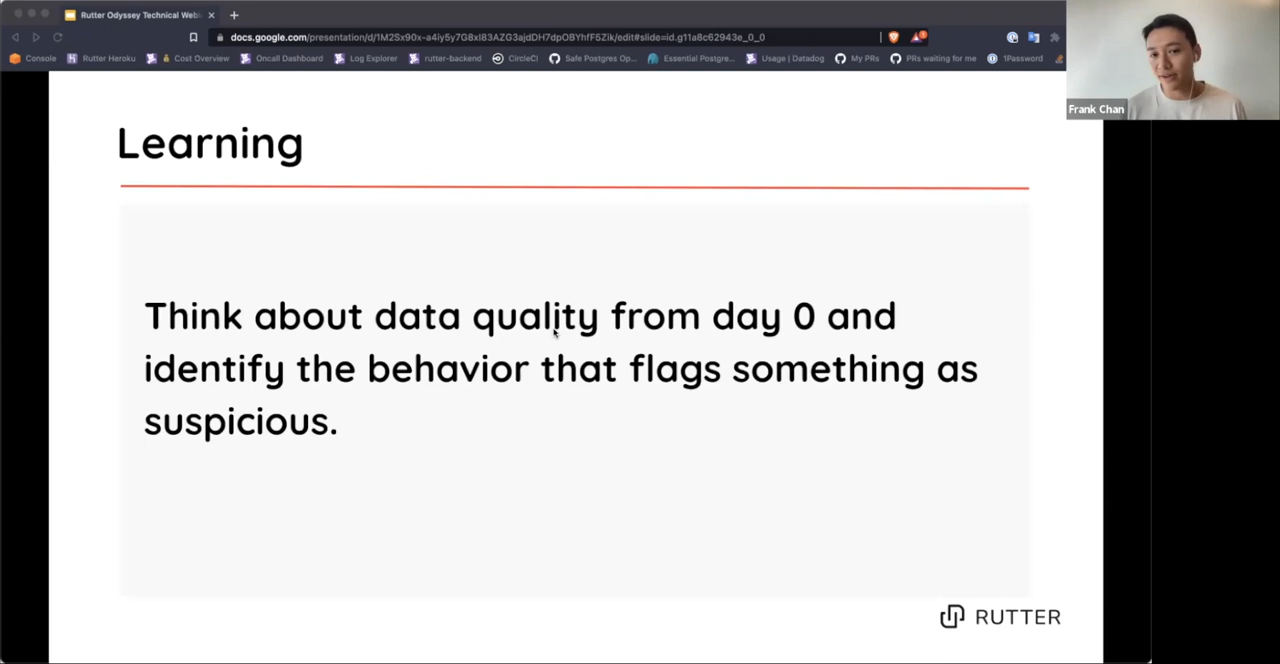 Rutter Odyssey Technical Web
docs.google.com/presentation/d/1M2Sx90x-a4iy5y7G8xI83AZG3ajdDH7dpOBYhfF5Zik/edit#slide=id.g11a8c62943e_0_0
Console Rutter Heroku Cost Overview Oncall Dashboard Log Explorer rutter-backend CircleCI Safe Postgres Op... Essential Postgre... Usage | Datadog My PRs PRs waiting for me 1Password
Frank Chan
Learning
Think about data quality from day 0 and
identify the behavior that flags something as
suspicious.
RUTTER